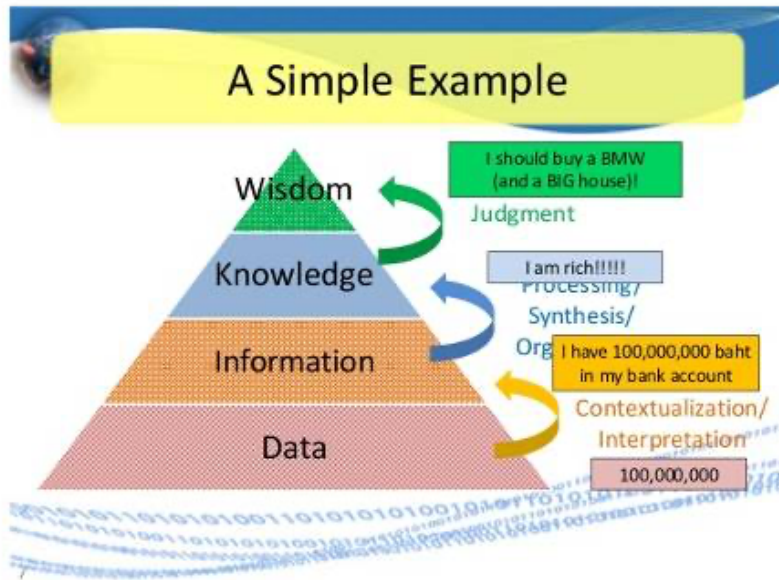 A Simple Example
Wisdom
I should buy a BMW
(and a BIG house)!
Judgment
Knowledge
I am rich!!!!!
Processing/
Synthesis/
Information
I have 100,000,000 baht
in my bank account
Contextualization/
Interpretation
Data
100,000,000
7